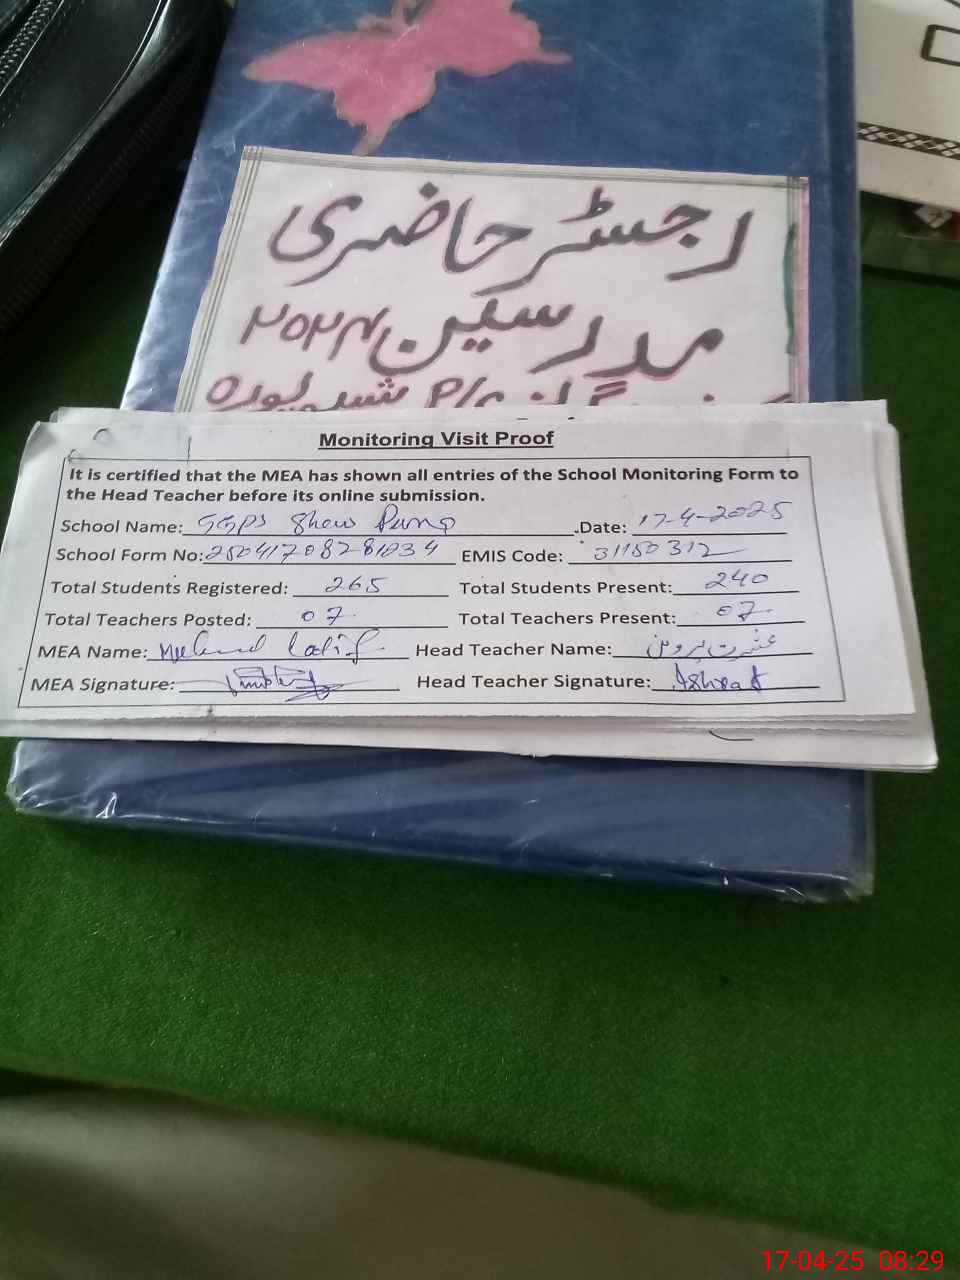 رجسٹر حاضری
مدرسین ۲۰۲۴
Monitoring Visit Proof
It is certified that the MEA has shown all entries of the School Monitoring Form to
the Head Teacher before its online submission.
School Name: GGPS Date: 17-4-2025
School Form No: EMIS Code: 31150312
Total Students Registered: 265 Total Students Present: 240
Total Teachers Posted: 07 Total Teachers Present: 07
MEA Name: Head Teacher Name: عشرت پروین
MEA Signature: Head Teacher Signature: Ishrat
17-04-25 08:29